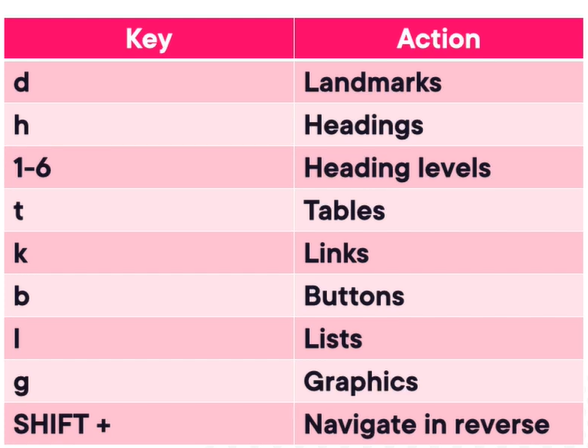 Key Action
d Landmarks
h Headings
1-6 Heading levels
t Tables
k Links
b Buttons
l Lists
g Graphics
SHIFT + Navigate in reverse